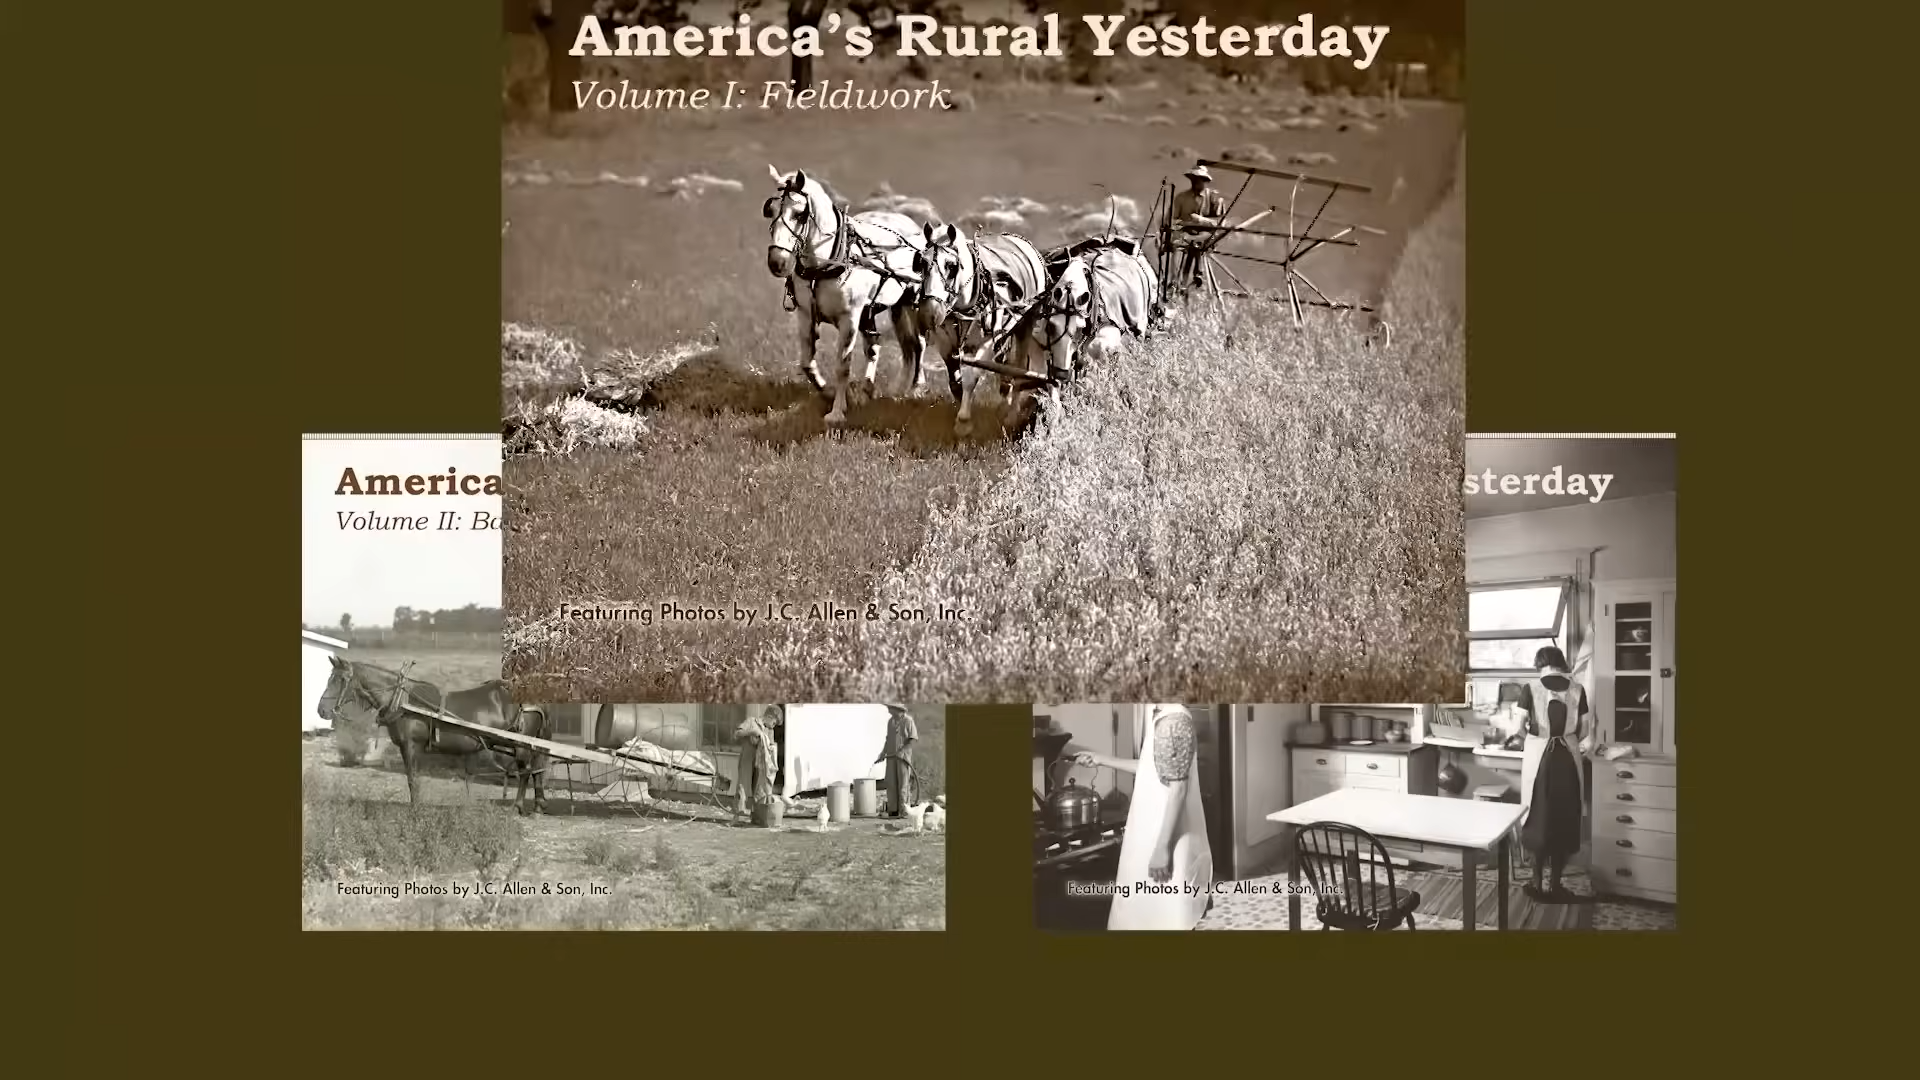 America's Rural Yesterday
Volume I: Fieldwork
Featuring Photos by J.C. Allen & Son, Inc.
America
Volume II: Ba
Featuring Photos by J.C. Allen & Son, Inc.
sterday
Featuring Photos by J.C. Allen & Son, Inc.